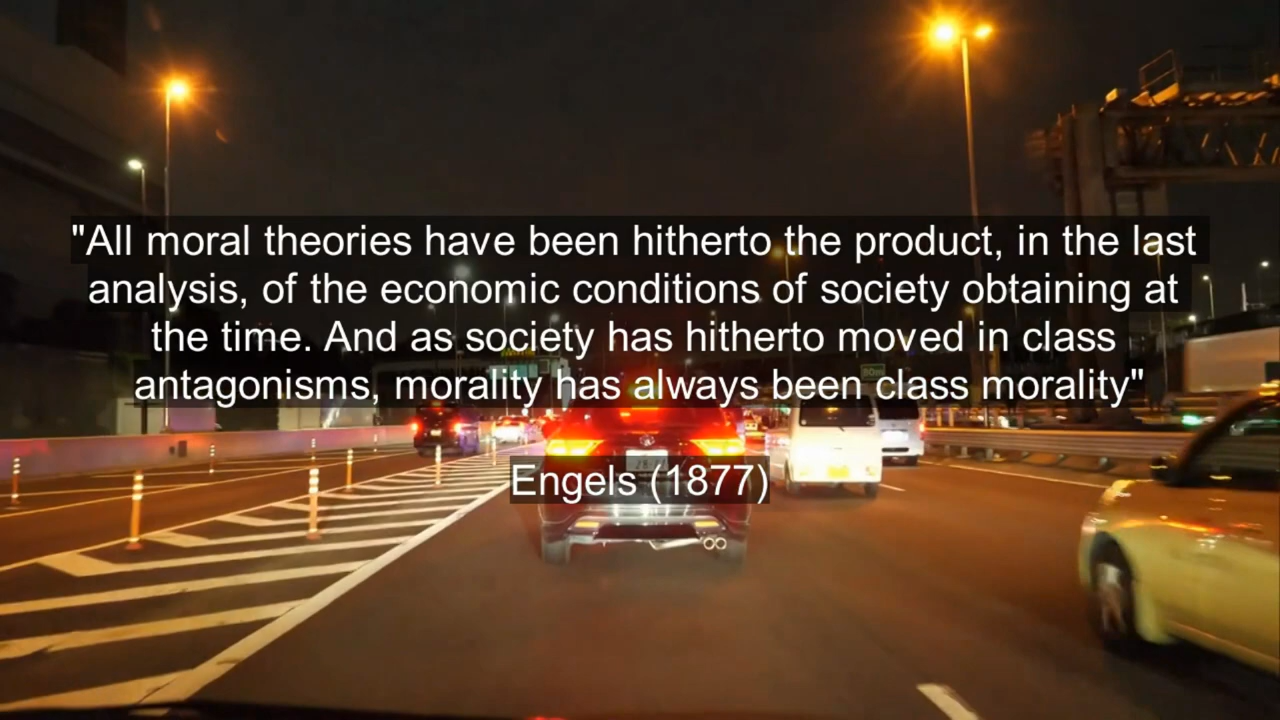 "All moral theories have been hitherto the product, in the last
analysis, of the economic conditions of society obtaining at
the time. And as society has hitherto moved in class
antagonisms, morality has always been class morality"
Engels (1877)